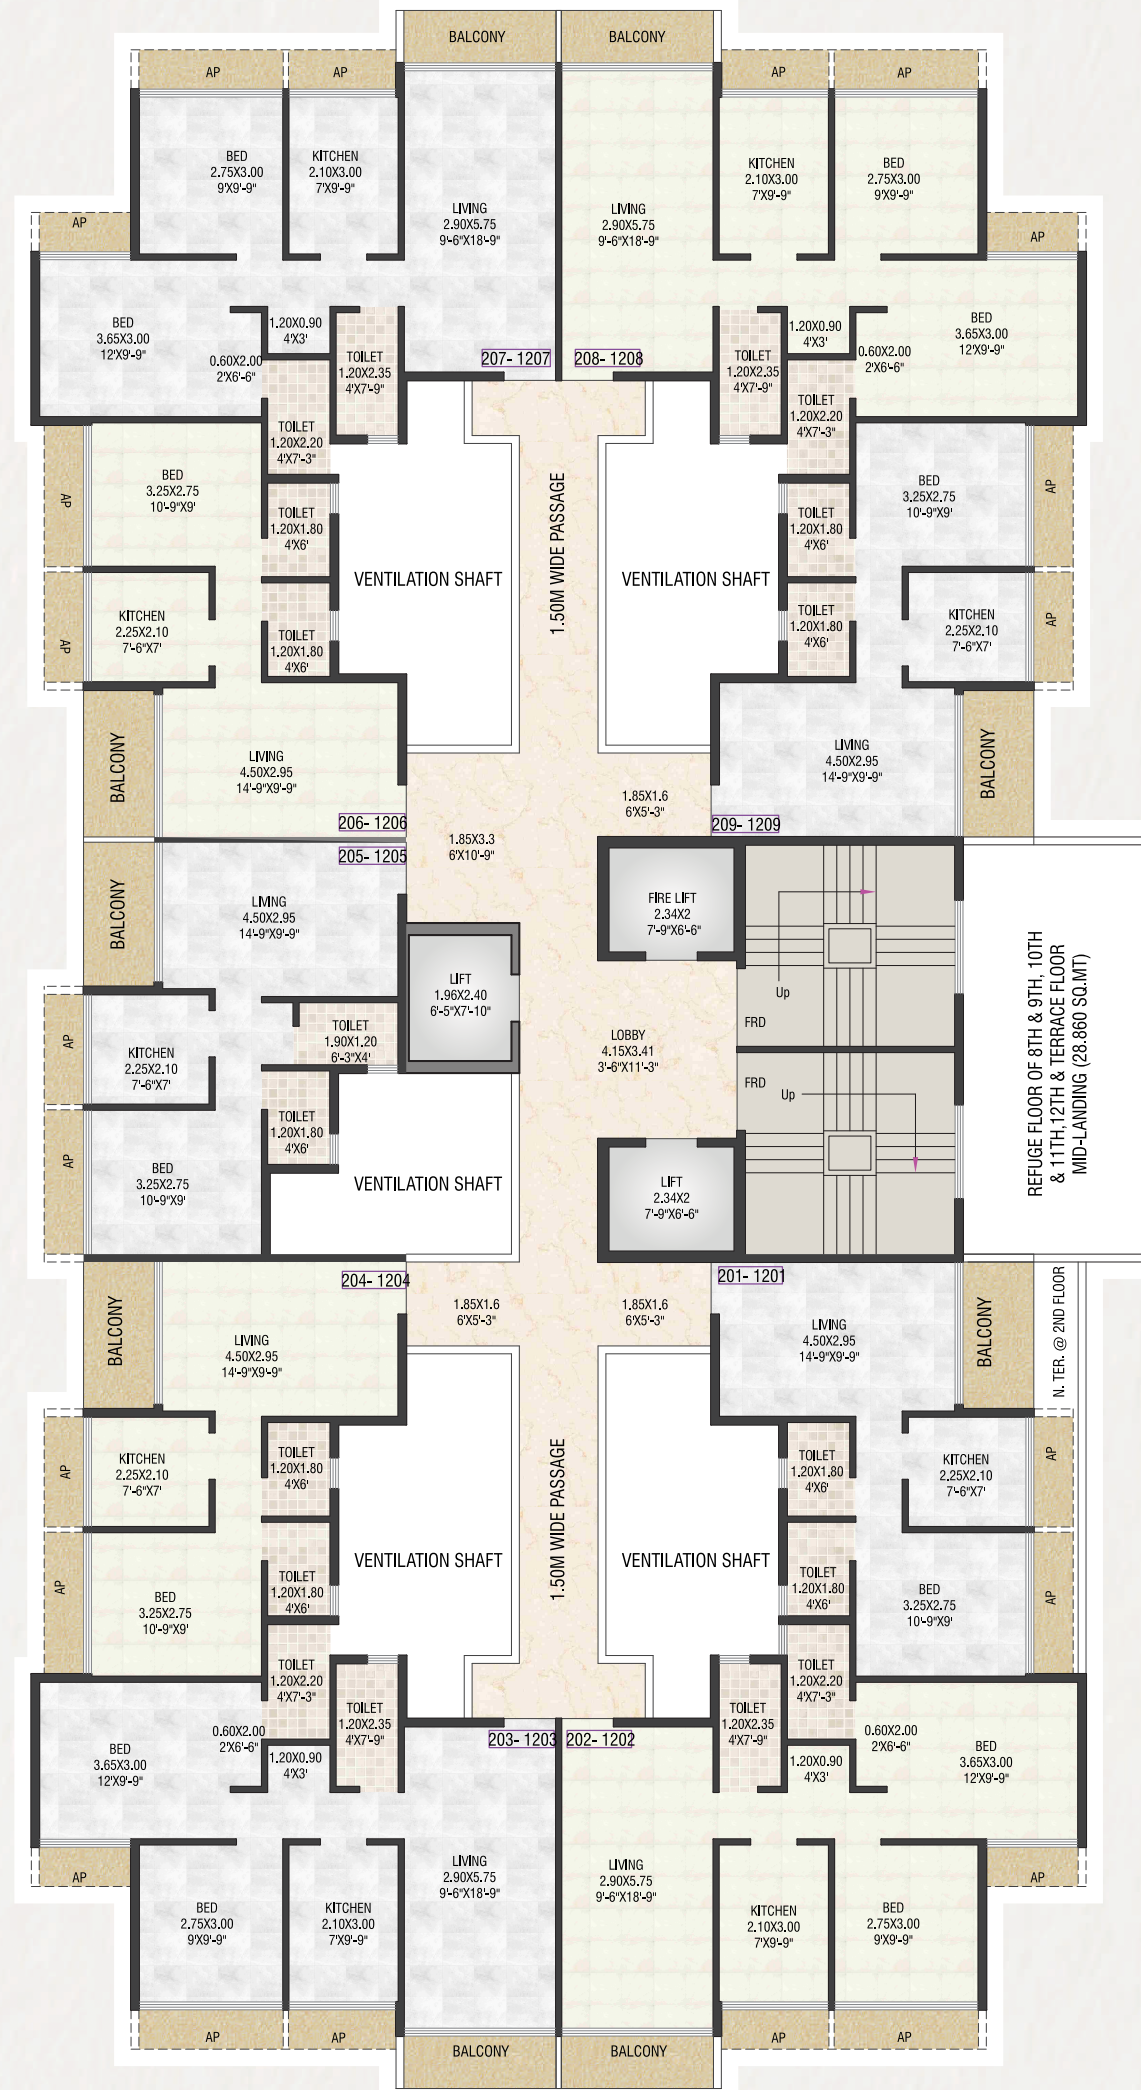 BALCONY
BALCONY
AP
AP
AP
AP
BED
2.75X3.00
9'X9'-9"
KITCHEN
2.10X3.00
7'X9'-9"
LIVING
2.90X5.75
9'-6"X18'-9"
LIVING
2.90X5.75
9'-6"X18'-9"
KITCHEN
2.10X3.00
7'X9'-9"
BED
2.75X3.00
9'X9'-9"
AP
AP
BED
3.65X3.00
12'X9'-9"
0.60X2.00
2'X6'-6"
1.20X0.90
4'X3'
TOILET
1.20X2.35
4'X7'-9"
207- 1207
208- 1208
TOILET
1.20X2.35
4'X7'-9"
1.20X0.90
4'X3'
0.60X2.00
2'X6'-6"
BED
3.65X3.00
12'X9'-9"
TOILET
1.20X2.20
4'X7'-3"
TOILET
1.20X2.20
4'X7'-3"
AP
BED
3.25X2.75
10'-9"X9'
TOILET
1.20X1.80
4'X6'
1.50M WIDE PASSAGE
TOILET
1.20X1.80
4'X6'
BED
3.25X2.75
10'-9"X9'
AP
VENTILATION SHAFT
VENTILATION SHAFT
AP
KITCHEN
2.25X2.10
7'-6"X7'
TOILET
1.20X1.80
4'X6'
TOILET
1.20X1.80
4'X6'
KITCHEN
2.25X2.10
7'-6"X7'
AP
BALCONY
LIVING
4.50X2.95
14'-9"X9'-9"
206- 1206
1.85X1.6
6'X5'-3"
LIVING
4.50X2.95
14'-9"X9'-9"
209- 1209
BALCONY
1.85X3.3
6'X10'-9"
205- 1205
BALCONY
LIVING
4.50X2.95
14'-9"X9'-9"
FIRE LIFT
2.34X2
7'-9"X6'-6"
LIFT
1.96X2.40
6'-5"X7'-10"
Up
FRD
REFUGE FLOOR OF 8TH & 9TH, 10TH
& 11TH,12TH & TERRACE FLOOR
MID-LANDING (28.860 SQ.MT)
AP
KITCHEN
2.25X2.10
7'-6"X7'
TOILET
1.90X1.20
6'-3"X4'
LOBBY
4.15X3.41
3'-6"X11'-3"
FRD
Up
TOILET
1.20X1.80
4'X6'
AP
BED
3.25X2.75
10'-9"X9'
VENTILATION SHAFT
LIFT
2.34X2
7'-9"X6'-6"
204- 1204
201- 1201
BALCONY
LIVING
4.50X2.95
14'-9"X9'-9"
1.85X1.6
6'X5'-3"
1.85X1.6
6'X5'-3"
LIVING
4.50X2.95
14'-9"X9'-9"
BALCONY
N. TER. @ 2ND FLOOR
AP
KITCHEN
2.25X2.10
7'-6"X7'
TOILET
1.20X1.80
4'X6'
1.50M WIDE PASSAGE
TOILET
1.20X1.80
4'X6'
KITCHEN
2.25X2.10
7'-6"X7'
AP
VENTILATION SHAFT
VENTILATION SHAFT
AP
BED
3.25X2.75
10'-9"X9'
TOILET
1.20X1.80
4'X6'
TOILET
1.20X1.80
4'X6'
BED
3.25X2.75
10'-9"X9'
AP
TOILET
1.20X2.20
4'X7'-3"
TOILET
1.20X2.20
4'X7'-3"
BED
3.65X3.00
12'X9'-9"
0.60X2.00
2'X6'-6"
1.20X0.90
4'X3'
TOILET
1.20X2.35
4'X7'-9"
203- 1203
202- 1202
TOILET
1.20X2.35
4'X7'-9"
1.20X0.90
4'X3'
0.60X2.00
2'X6'-6"
BED
3.65X3.00
12'X9'-9"
AP
AP
BED
2.75X3.00
9'X9'-9"
KITCHEN
2.10X3.00
7'X9'-9"
LIVING
2.90X5.75
9'-6"X18'-9"
LIVING
2.90X5.75
9'-6"X18'-9"
KITCHEN
2.10X3.00
7'X9'-9"
BED
2.75X3.00
9'X9'-9"
AP
AP
AP
AP
BALCONY
BALCONY